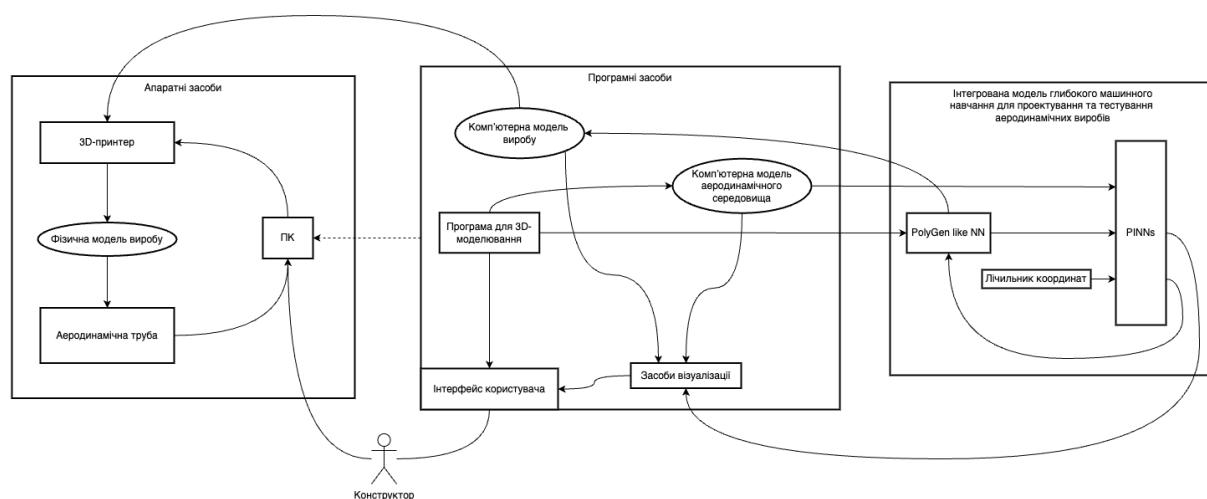 Апаратні засоби
3D-принтер
Фізична модель виробу
ПК
Аеродинамічна труба
Програмні засоби
Комп'ютерна модель
виробу
Комп'ютерна модель
аеродинамічного
середовища
Програма для 3D-
моделювання
Інтерфейс користувача
Засоби візуалізації
Інтегрована модель глибокого машинного
навчання для проектування та тестування
аеродинамічних виробів
PolyGen like NN
PINNs
Лічильник координат
Конструктор